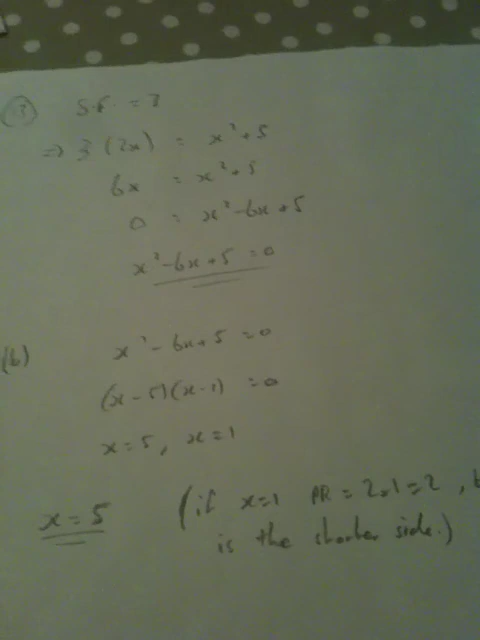 (3) S.F. = 3
=> 3 (2x) = x² + 5
6x = x² + 5
0 = x² - 6x + 5
x² - 6x + 5 = 0
(b) x² - 6x + 5 = 0
(x - 5)(x - 1) = 0
x = 5, x = 1
x = 5 (if x = 1 PR = 2x1 = 2,
is the shorter side.)